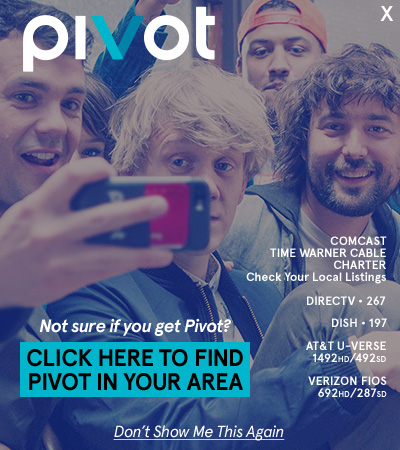 pivot
X
COMCAST
TIME WARNER CABLE
CHARTER
Check Your Local Listings
DIRECTV • 267
DISH • 197
AT&T U-VERSE
1492HD/492SD
VERIZON FIOS
692HD/287SD
Not sure if you get Pivot?
CLICK HERE TO FIND
PIVOT IN YOUR AREA
Don't Show Me This Again